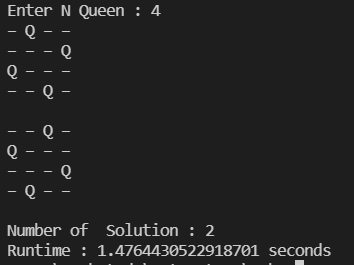 Enter N Queen : 4
– Q – –
– – – Q
Q – – –
– – Q –
– – Q –
Q – – –
– – – Q
– Q – –
Number of  Solution : 2
Runtime : 1.4764430522918701 seconds